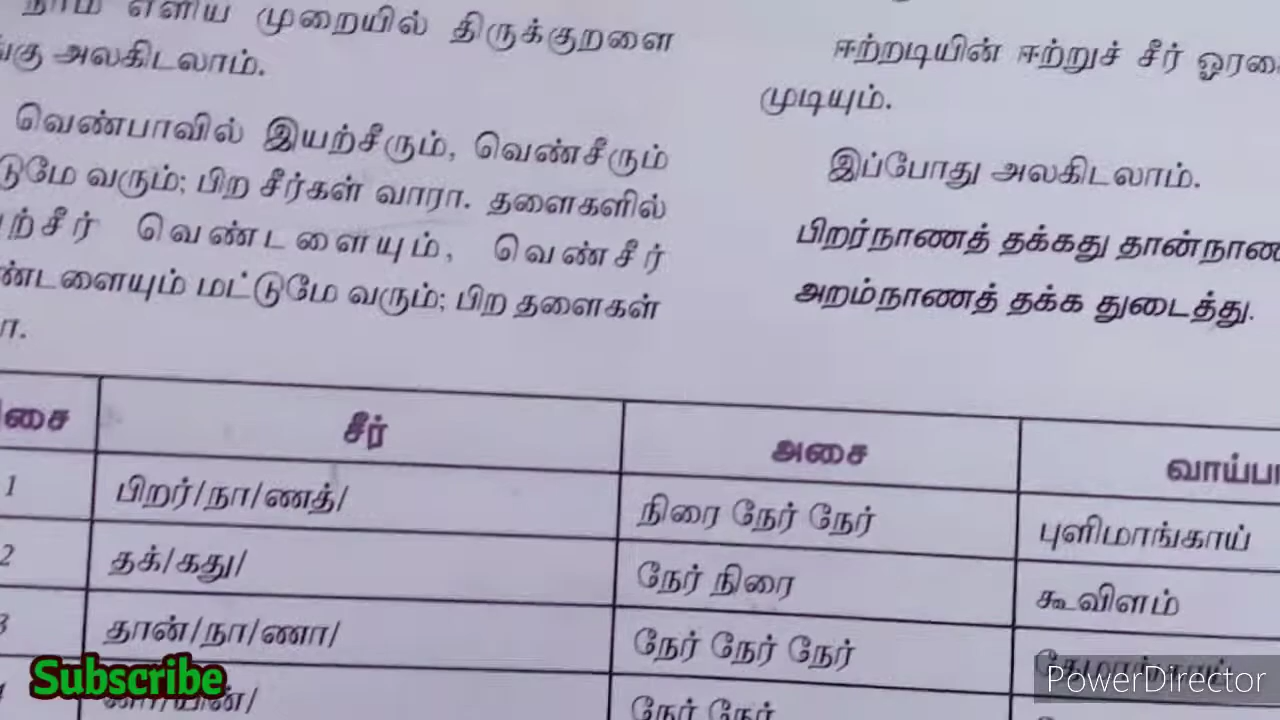 நாம் எளிய முறையில் திருக்குறளை
அலகிடலாம்.
வெண்பாவில் இயற்சீரும், வெண்சீரும்
வரும்; பிற சீர்கள் வாரா. தளைகளில்
வெண்டளையும், வெண்சீர்
மட்டுமே வரும்; பிற தளைகள்
ஈற்றடியின் ஈற்றுச் சீர்
முடியும்.
இப்போது அலகிடலாம்.
பிறர்நாணத் தக்கது
அறம்நாணத் தக்க துடைத்து.
சீர் அசை
1 பிறர்/நா/ணத்/ நிரை நேர் நேர் புளிமாங்காய்
2 தக்/கது/ நேர் நிரை கூவிளம்
3 தான்/நா/ணா/ நேர் நேர் நேர்
நேர் நேர்
Subscribe
PowerDirector